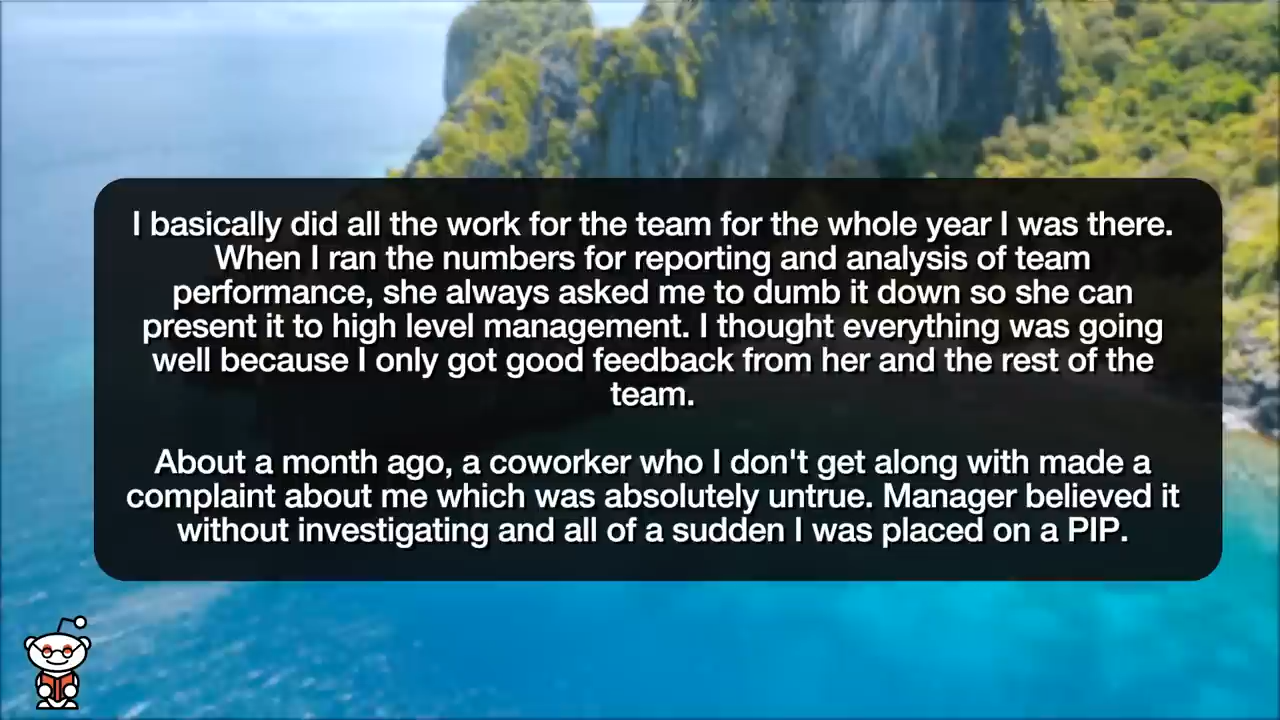 I basically did all the work for the team for the whole year I was there.
When I ran the numbers for reporting and analysis of team
performance, she always asked me to dumb it down so she can
present it to high level management. I thought everything was going
well because I only got good feedback from her and the rest of the
team.
About a month ago, a coworker who I don't get along with made a
complaint about me which was absolutely untrue. Manager believed it
without investigating and all of a sudden I was placed on a PIP.